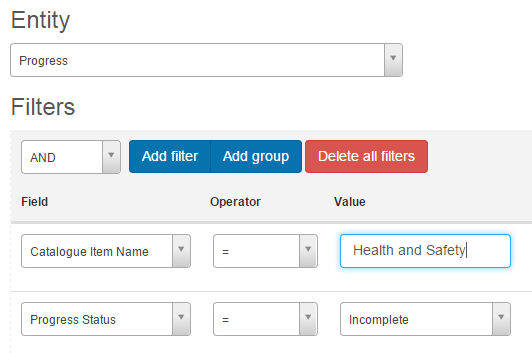 Entity
Progress
Filters
AND Add filter Add group Delete all filters
Field Operator Value
Catalogue Item Name = Health and Safety
Progress Status = Incomplete